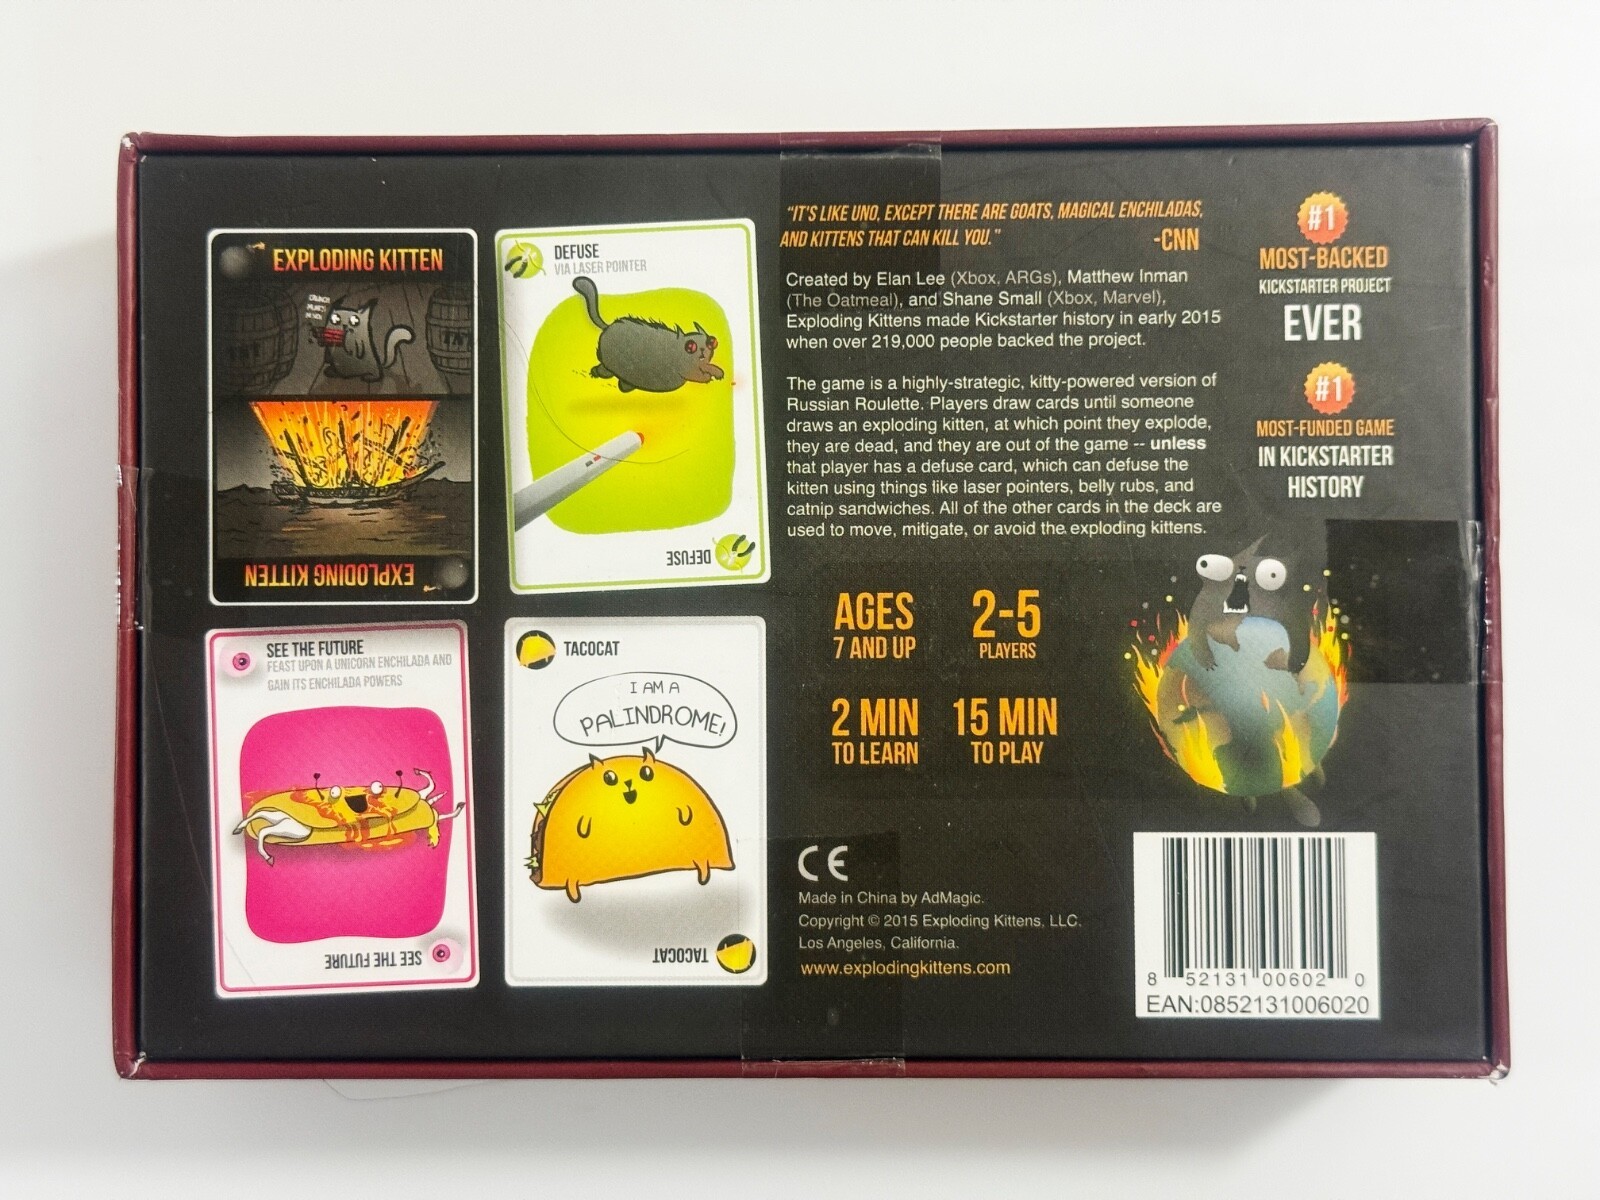 EXPLODING KITTEN
EXPLODING KITTEN
DEFUSE
VIA LASER POINTER
DEFUSE
SEE THE FUTURE
FEAST UPON A UNICORN ENCHILADA AND
GAIN ITS ENCHILADA POWERS
SEE THE FUTURE
TACOCAT
I AM A
PALINDROME!
TACOCAT
"IT'S LIKE UNO, EXCEPT THERE ARE GOATS, MAGICAL ENCHILADAS,
AND KITTENS THAT CAN KILL YOU."
-CNN
Created by Elan Lee (Xbox, ARGs), Matthew Inman
(The Oatmeal), and Shane Small (Xbox, Marvel),
Exploding Kittens made Kickstarter history in early 2015
when over 219,000 people backed the project.
The game is a highly-strategic, kitty-powered version of
Russian Roulette. Players draw cards until someone
draws an exploding kitten, at which point they explode,
they are dead, and they are out of the game -- unless
that player has a defuse card, which can defuse the
kitten using things like laser pointers, belly rubs, and
catnip sandwiches. All of the other cards in the deck are
used to move, mitigate, or avoid the exploding kittens.
#1
MOST-BACKED
KICKSTARTER PROJECT
EVER
#1
MOST-FUNDED GAME
IN KICKSTARTER
HISTORY
AGES
7 AND UP
2-5
PLAYERS
2 MIN
TO LEARN
15 MIN
TO PLAY
CE
Made in China by AdMagic.
Copyright © 2015 Exploding Kittens, LLC.
Los Angeles, California.
www.explodingkittens.com
8 52131 00602 0
EAN:0852131006020